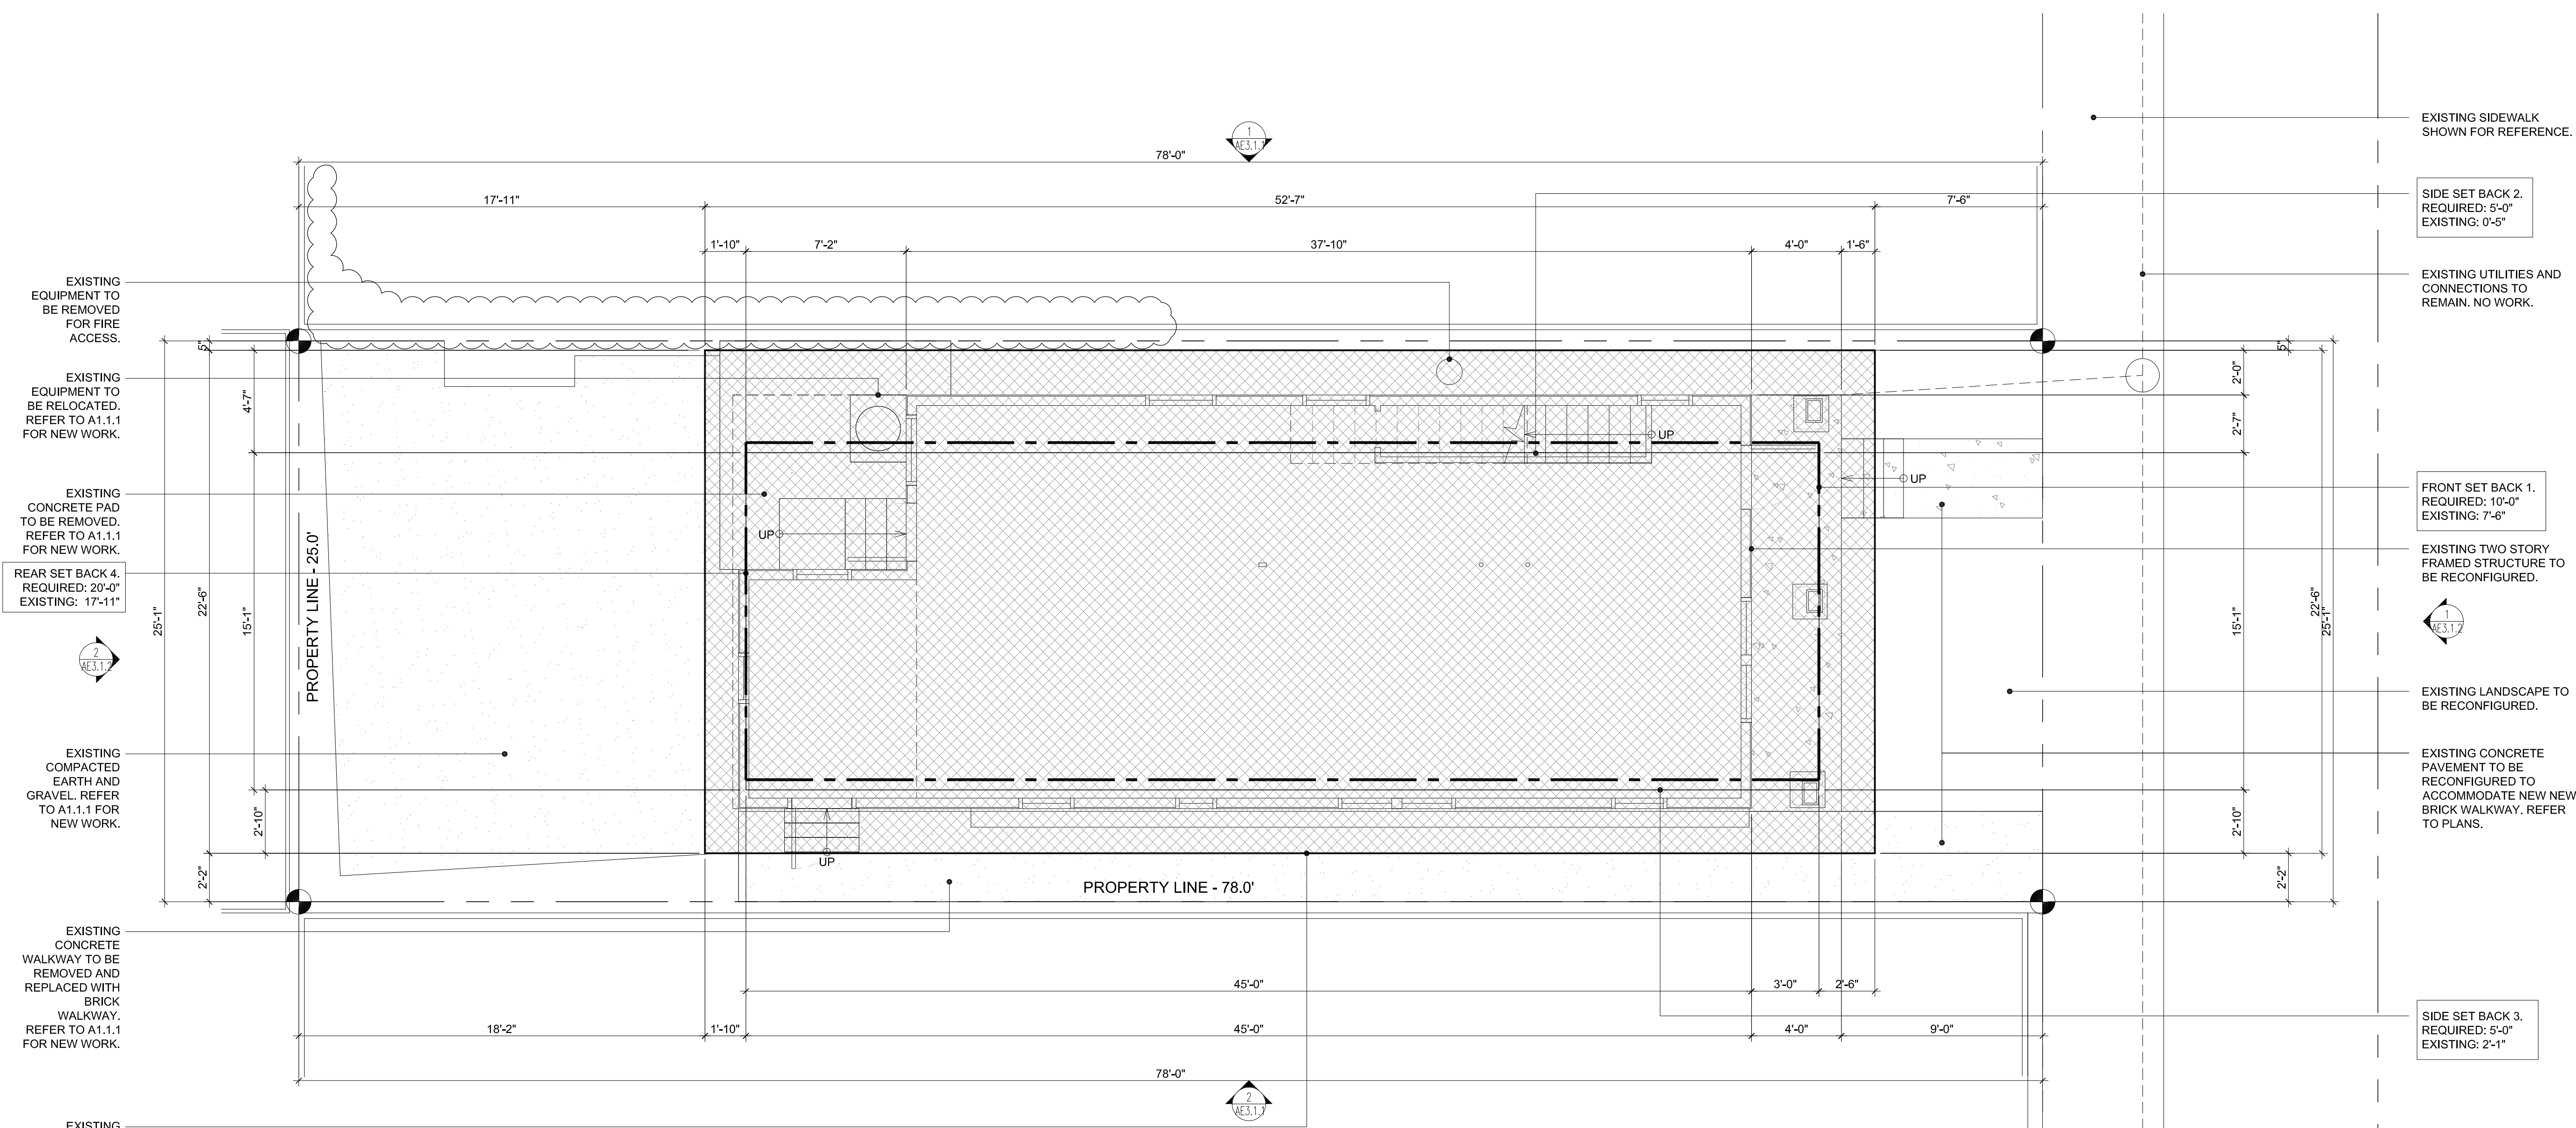 1
AE3.1.1
78'-0"
17'-11"
52'-7"
7'-6"
1'-10"
7'-2"
37'-10"
4'-0"
1'-6"
EXISTING
EQUIPMENT TO
BE REMOVED
FOR FIRE
ACCESS.
EXISTING
EQUIPMENT TO
BE RELOCATED.
REFER TO A1.1.1
FOR NEW WORK.
EXISTING
CONCRETE PAD
TO BE REMOVED.
REFER TO A1.1.1
FOR NEW WORK.
REAR SET BACK 4.
REQUIRED: 20'-0"
EXISTING: 17'-11"
2
AE3.1.2
EXISTING
COMPACTED
EARTH AND
GRAVEL. REFER
TO A1.1.1 FOR
NEW WORK.
EXISTING
CONCRETE
WALKWAY TO BE
REMOVED AND
REPLACED WITH
BRICK
WALKWAY.
REFER TO A1.1.1
FOR NEW WORK.
EXISTING
25'-1"
5"
22'-6"
2'-2"
4'-7"
15'-1"
2'-10"
PROPERTY LINE - 25.0'
UP
UP
UP
UP
PROPERTY LINE - 78.0'
5"
2'-0"
2'-7"
15'-1"
2'-10"
22'-6"
25'-1"
2'-2"
45'-0"
3'-0"
2'-6"
18'-2"
1'-10"
45'-0"
4'-0"
9'-0"
78'-0"
2
AE3.1.1
EXISTING SIDEWALK
SHOWN FOR REFERENCE.
SIDE SET BACK 2.
REQUIRED: 5'-0"
EXISTING: 0'-5"
EXISTING UTILITIES AND
CONNECTIONS TO
REMAIN. NO WORK.
FRONT SET BACK 1.
REQUIRED: 10'-0"
EXISTING: 7'-6"
EXISTING TWO STORY
FRAMED STRUCTURE TO
BE RECONFIGURED.
1
AE3.1.2
EXISTING LANDSCAPE TO
BE RECONFIGURED.
EXISTING CONCRETE
PAVEMENT TO BE
RECONFIGURED TO
ACCOMMODATE NEW NEW
BRICK WALKWAY. REFER
TO PLANS.
SIDE SET BACK 3.
REQUIRED: 5'-0"
EXISTING: 2'-1"